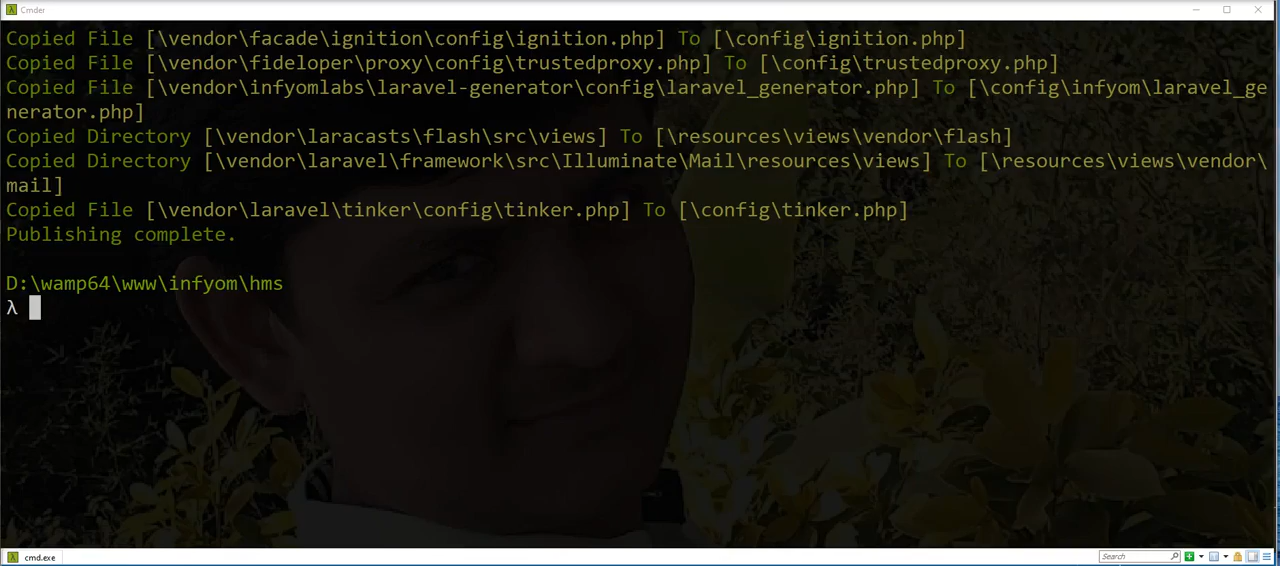 Cmder
Copied File [\vendor\facade\ignition\config\ignition.php] To [\config\ignition.php]
Copied File [\vendor\fideloper\proxy\config\trustedproxy.php] To [\config\trustedproxy.php]
Copied File [\vendor\infyomlabs\laravel-generator\config\laravel_generator.php] To [\config\infyom\laravel_ge
nerator.php]
Copied Directory [\vendor\laracasts\flash\src\views] To [\resources\views\vendor\flash]
Copied Directory [\vendor\laravel\framework\src\Illuminate\Mail\resources\views] To [\resources\views\vendor\
mail]
Copied File [\vendor\laravel\tinker\config\tinker.php] To [\config\tinker.php]
Publishing complete.
D:\wamp64\www\infyom\hms
λ
cmd.exe
Search